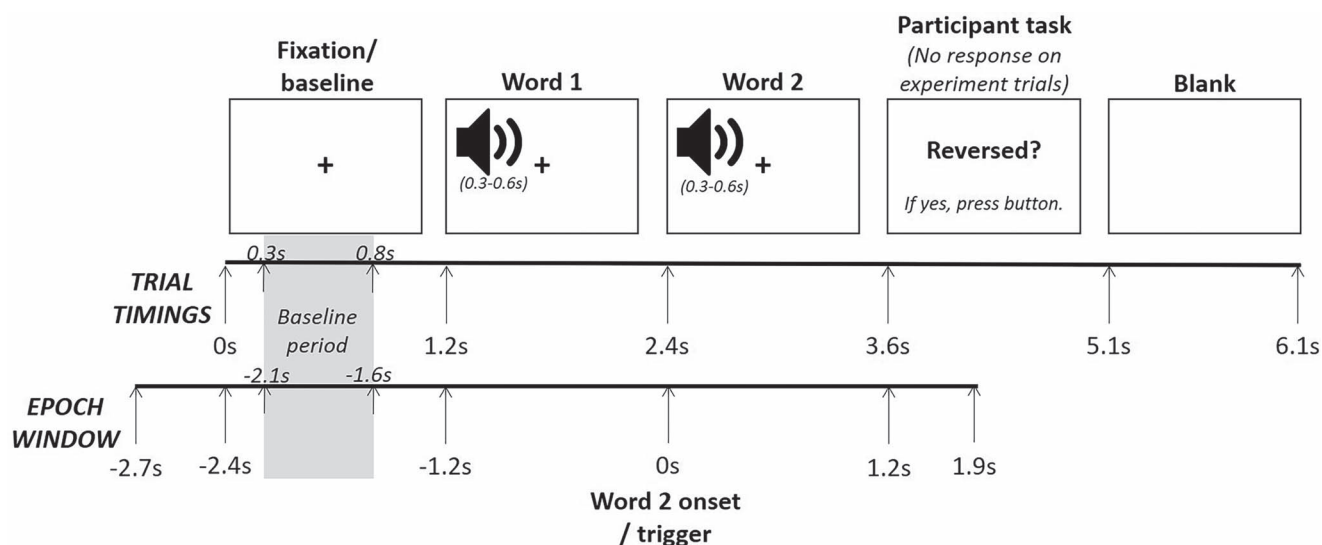 Fixation/
baseline
Word 1
Word 2
Participant task
(No response on
experiment trials)
Blank
+
(0.3-0.6s)
+
(0.3-0.6s)
+
Reversed?
If yes, press button.
0.3s 0.8s
TRIAL
TIMINGS
Baseline
period
0s 1.2s 2.4s 3.6s 5.1s 6.1s
-2.1s -1.6s
EPOCH
WINDOW
-2.7s -2.4s -1.2s 0s 1.2s 1.9s
Word 2 onset
/ trigger